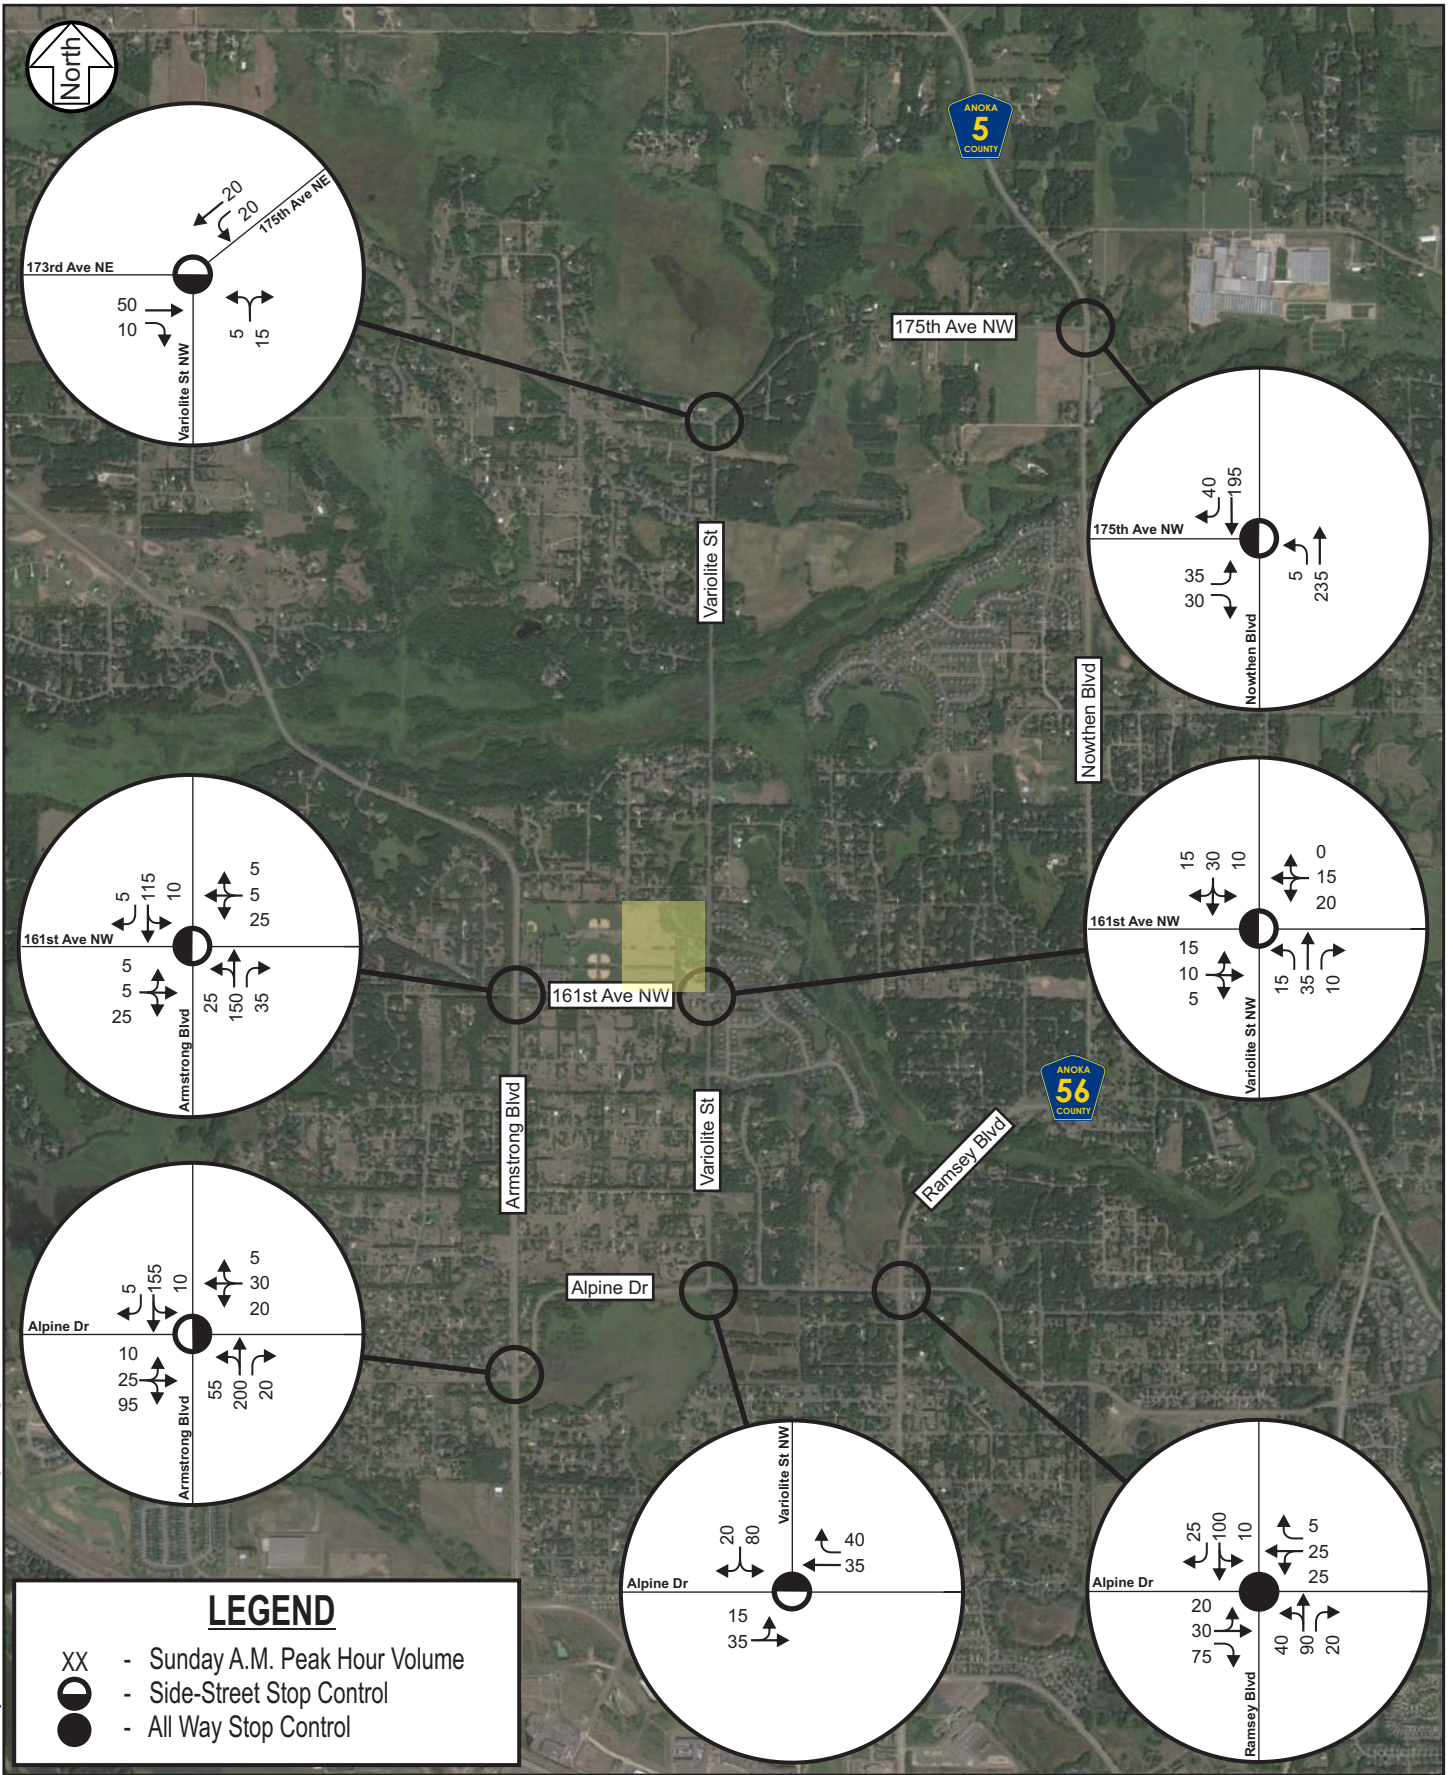 North
ANOKA
5
COUNTY
20
20
175th Ave NE
173rd Ave NE
50
10
5
15
Variolite St NW
175th Ave NW
40
195
175th Ave NW
35
30
5
235
Nowthen Blvd
Variolite St
Nowthen Blvd
5
115
10
5
5
25
161st Ave NW
5
5
25
25
150
35
Armstrong Blvd
161st Ave NW
15
30
10
0
15
20
161st Ave NW
15
10
5
15
35
10
Variolite St NW
ANOKA
56
COUNTY
Armstrong Blvd
Variolite St
Ramsey Blvd
5
155
10
5
30
20
Alpine Dr
10
25
95
55
200
20
Armstrong Blvd
Alpine Dr
Variolite St NW
20
80
40
35
Alpine Dr
15
35
25
100
10
5
25
25
Alpine Dr
20
30
75
40
90
20
Ramsey Blvd
LEGEND
XX - Sunday A.M. Peak Hour Volume
- Side-Street Stop Control
- All Way Stop Control